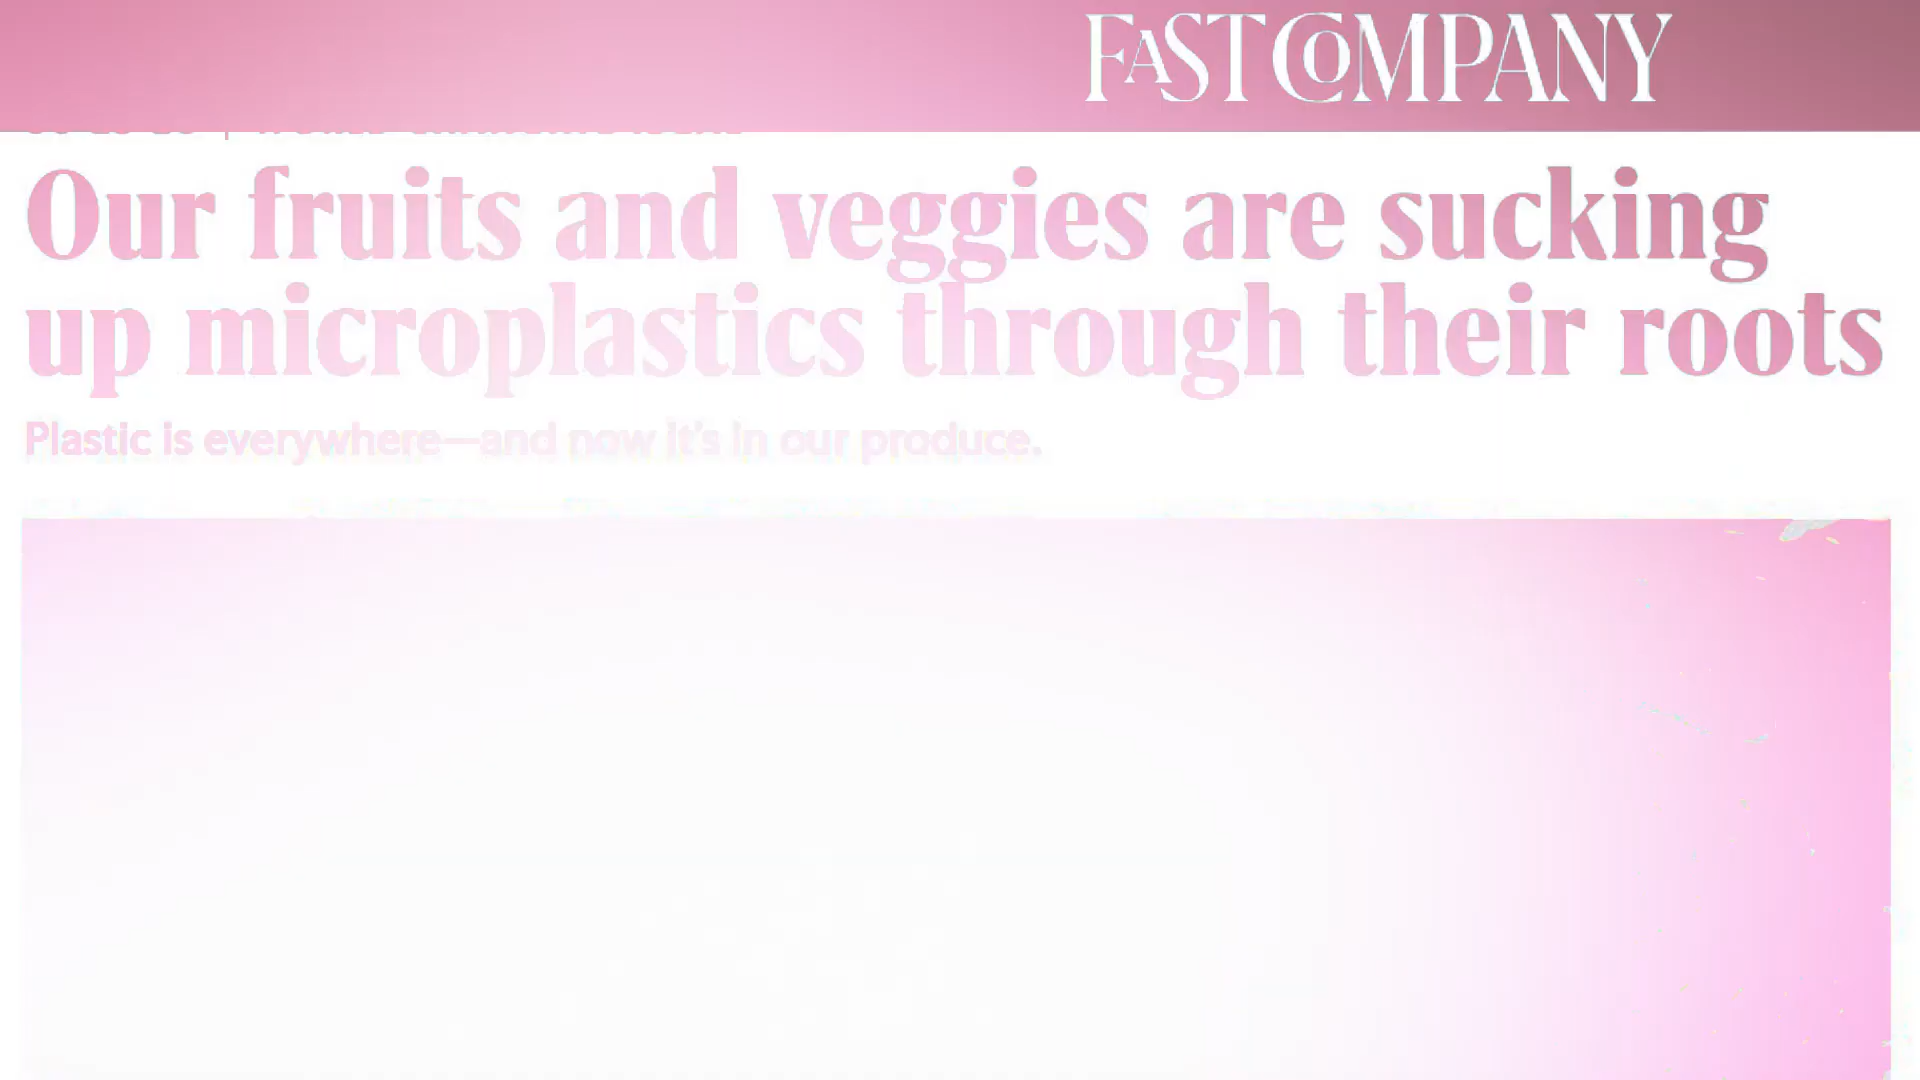 FAST COMPANY
Our fruits and veggies are sucking
up microplastics through their roots
Plastic is everywhere—and now it's in our produce.